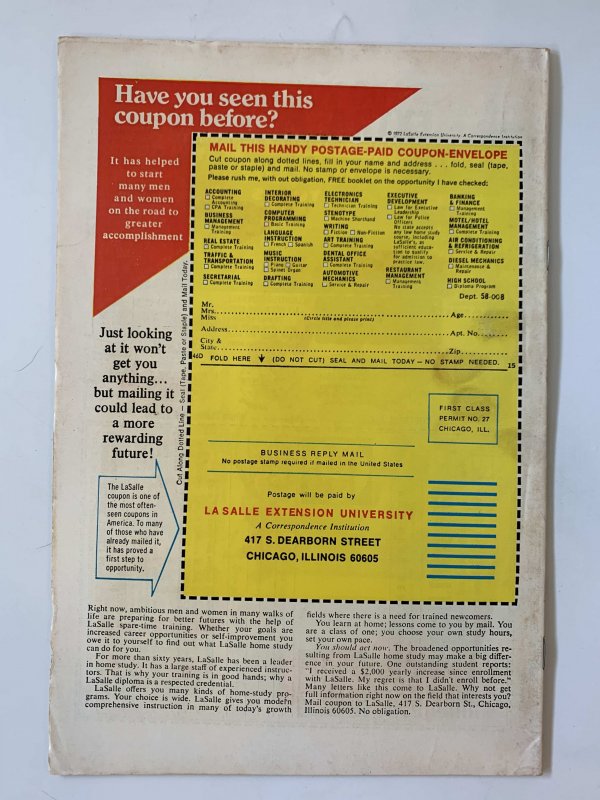 Have you seen this
coupon before?
© 1972 LaSalle Extension University A Correspondence Institution
It has helped
to start
many men
and women
on the road to
greater
accomplishment
MAIL THIS HANDY POSTAGE-PAID COUPON-ENVELOPE
Cut coupon along dotted lines, fill in your name and address . . . fold, seal (tape,
paste or staple) and mail. No stamp or envelope is necessary.
Please rush me, with out obligation, FREE booklet on the opportunity I have checked:
ACCOUNTING
Complete
Accounting
CPA Training
BUSINESS
MANAGEMENT
Management
Training
REAL ESTATE
Complete Training
TRAFFIC &
TRANSPORTATION
Complete Training
SECRETARIAL
Complete Training
INTERIOR
DECORATING
Complete Training
COMPUTER
PROGRAMMING
Basic Training
LANGUAGE
INSTRUCTION
French Spanish
MUSIC
INSTRUCTION
Piano Guitar
Spinet Organ
DRAFTING
Complete Training
ELECTRONICS
TECHNICIAN
Technician Training
STENOTYPE
Machine Shorthand
WRITING
Fiction Non-Fiction
ART TRAINING
Complete Training
DENTAL OFFICE
ASSISTANT
Complete Training
AUTOMOTIVE
MECHANICS
Service & Repair
EXECUTIVE
DEVELOPMENT
Law for Executive
Leadership
Law for Police
Officers
No state accepts
any law home study
course, including
LaSalle's, as
sufficient educa-
tion to qualify
for admission to
practice law.
RESTAURANT
MANAGEMENT
Management
Training
BANKING
& FINANCE
Management
Training
MOTEL/HOTEL
MANAGEMENT
Complete Training
AIR CONDITIONING
& REFRIGERATION
Service & Repair
DIESEL MECHANICS
Maintenance &
Repair
HIGH SCHOOL
Diploma Program
Dept. 58-008
Mr.
Mrs.
Miss
(Circle title and please print)
Age
Address
Apt. No.
City &
State
Zip
46D FOLD HERE (DO NOT CUT) SEAL AND MAIL TODAY – NO STAMP NEEDED. 15
Cut Along Dotted Line – Seal (Tape, Paste or Staple) and Mail Today.
Just looking
at it won't
get you
anything...
but mailing it
could lead to
a more
rewarding
future!
The LaSalle
coupon is one of
the most often-
seen coupons in
America. To many
of those who have
already mailed it,
it has proved a
first step to
opportunity.
FIRST CLASS
PERMIT NO. 27
CHICAGO, ILL.
BUSINESS REPLY MAIL
No postage stamp required if mailed in the United States
Postage will be paid by
LA SALLE EXTENSION UNIVERSITY
A Correspondence Institution
417 S. DEARBORN STREET
CHICAGO, ILLINOIS 60605
Right now, ambitious men and women in many walks of
life are preparing for better futures with the help of
LaSalle spare-time training. Whether your goals are
increased career opportunities or self-improvement you
owe it to yourself to find out what LaSalle home study
can do for you.
For more than sixty years, LaSalle has been a leader
in home study. It has a large staff of experienced instruc-
tors. That is why your training is in good hands; why a
LaSalle diploma is a respected credential.
LaSalle offers you many kinds of home-study pro-
grams. Your choice is wide. LaSalle gives you modern
comprehensive instruction in many of today's growth
fields where there is a need for trained newcomers.
You learn at home; lessons come to you by mail. You
are a class of one; you choose your own study hours,
set your own pace.
You should act now. The broadened opportunities re-
sulting from LaSalle home study may make a big differ-
ence in your future. One outstanding student reports:
"I received a $2,000 yearly increase since enrollment
with LaSalle. My regret is that I didn't enroll before."
Many letters like this come to LaSalle. Why not get
full information right now on the field that interests you?
Mail coupon to LaSalle, 417 S. Dearborn St., Chicago,
Illinois 60605. No obligation.